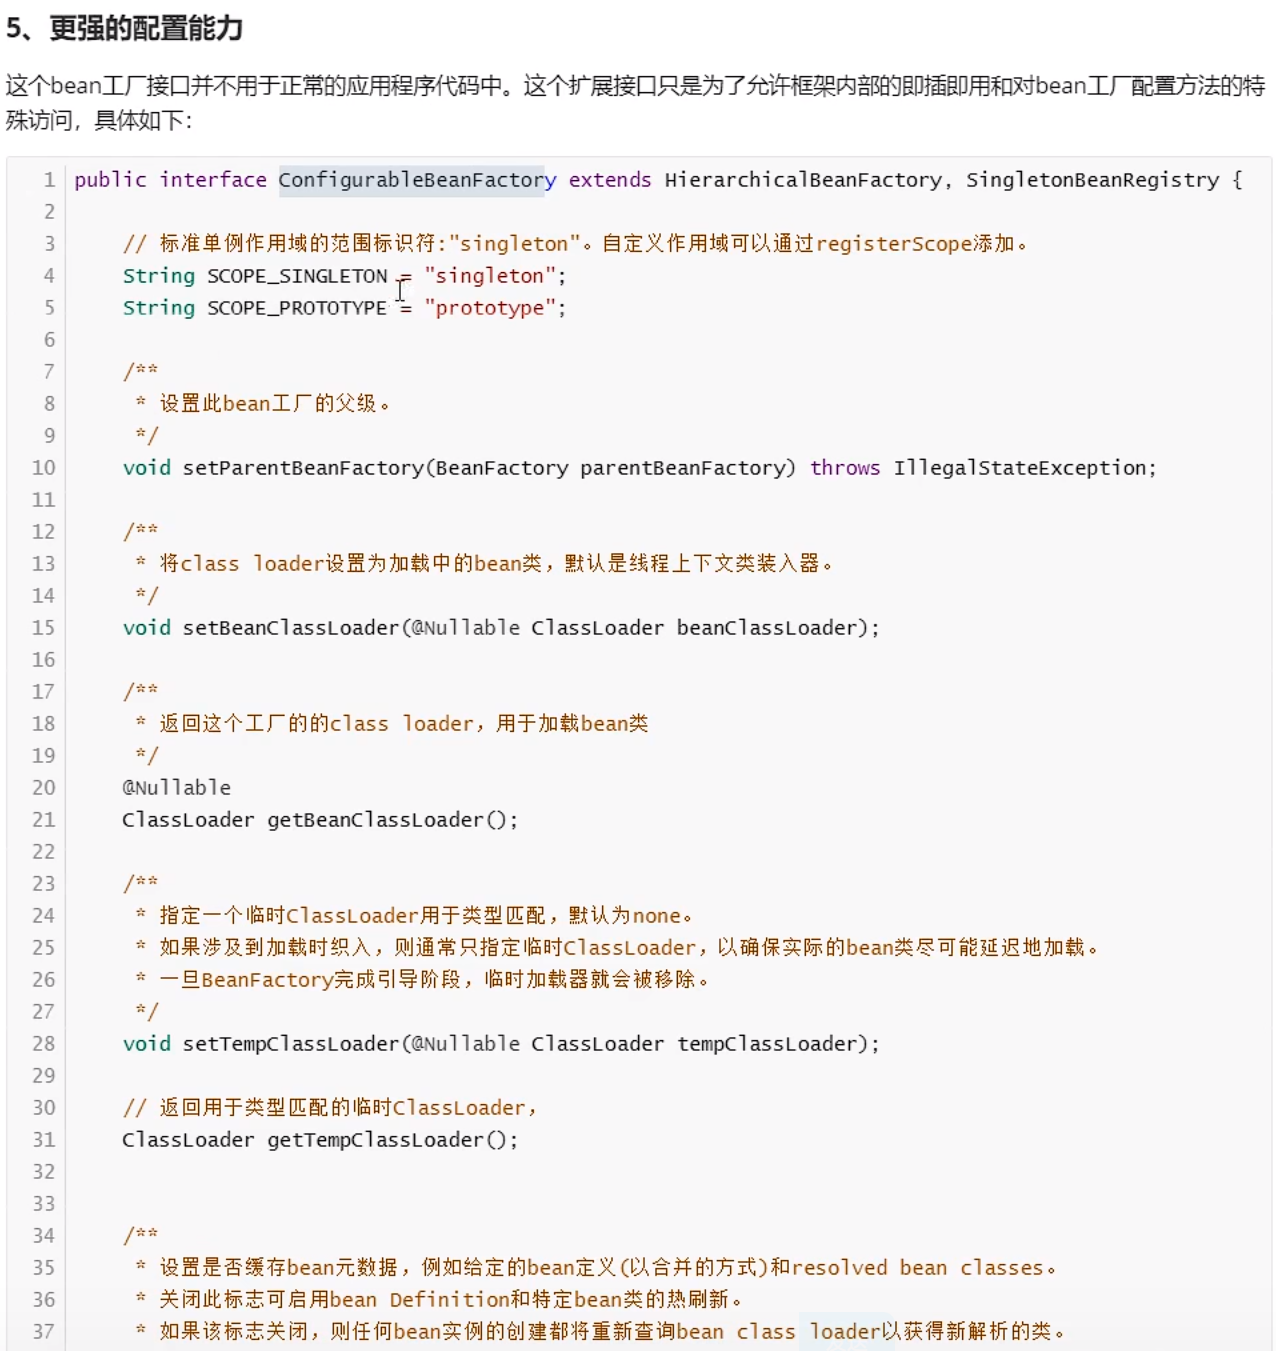 5、更强的配置能力
这个bean工厂接口并不用于正常的应用程序代码中。这个扩展接口只是为了允许框架内部的即插即用和对bean工厂配置方法的特
殊访问，具体如下：
1 public interface ConfigurableBeanFactory extends HierarchicalBeanFactory, SingletonBeanRegistry {
2
3 // 标准单例作用域的范围标识符:"singleton"。自定义作用域可以通过registerScope添加。
4 String SCOPE_SINGLETON = "singleton";
5 String SCOPE_PROTOTYPE = "prototype";
6
7 /**
8 * 设置此bean工厂的父级。
9 */
10 void setParentBeanFactory(BeanFactory parentBeanFactory) throws IllegalStateException;
11
12 /**
13 * 将class loader设置为加载中的bean类，默认是线程上下文类装入器。
14 */
15 void setBeanClassLoader(@Nullable ClassLoader beanClassLoader);
16
17 /**
18 * 返回这个工厂的的class loader，用于加载bean类
19 */
20 @Nullable
21 ClassLoader getBeanClassLoader();
22
23 /**
24 * 指定一个临时ClassLoader用于类型匹配，默认为none。
25 * 如果涉及到加载时织入，则通常只指定临时ClassLoader，以确保实际的bean类尽可能延迟地加载。
26 * 一旦BeanFactory完成引导阶段，临时加载器就会被移除。
27 */
28 void setTempClassLoader(@Nullable ClassLoader tempClassLoader);
29
30 // 返回用于类型匹配的临时ClassLoader，
31 ClassLoader getTempClassLoader();
32
33
34 /**
35 * 设置是否缓存bean元数据，例如给定的bean定义(以合并的方式)和resolved bean classes。
36 * 关闭此标志可启用bean Definition和特定bean类的热刷新。
37 * 如果该标志关闭，则任何bean实例的创建都将重新查询bean class loader以获得新解析的类。